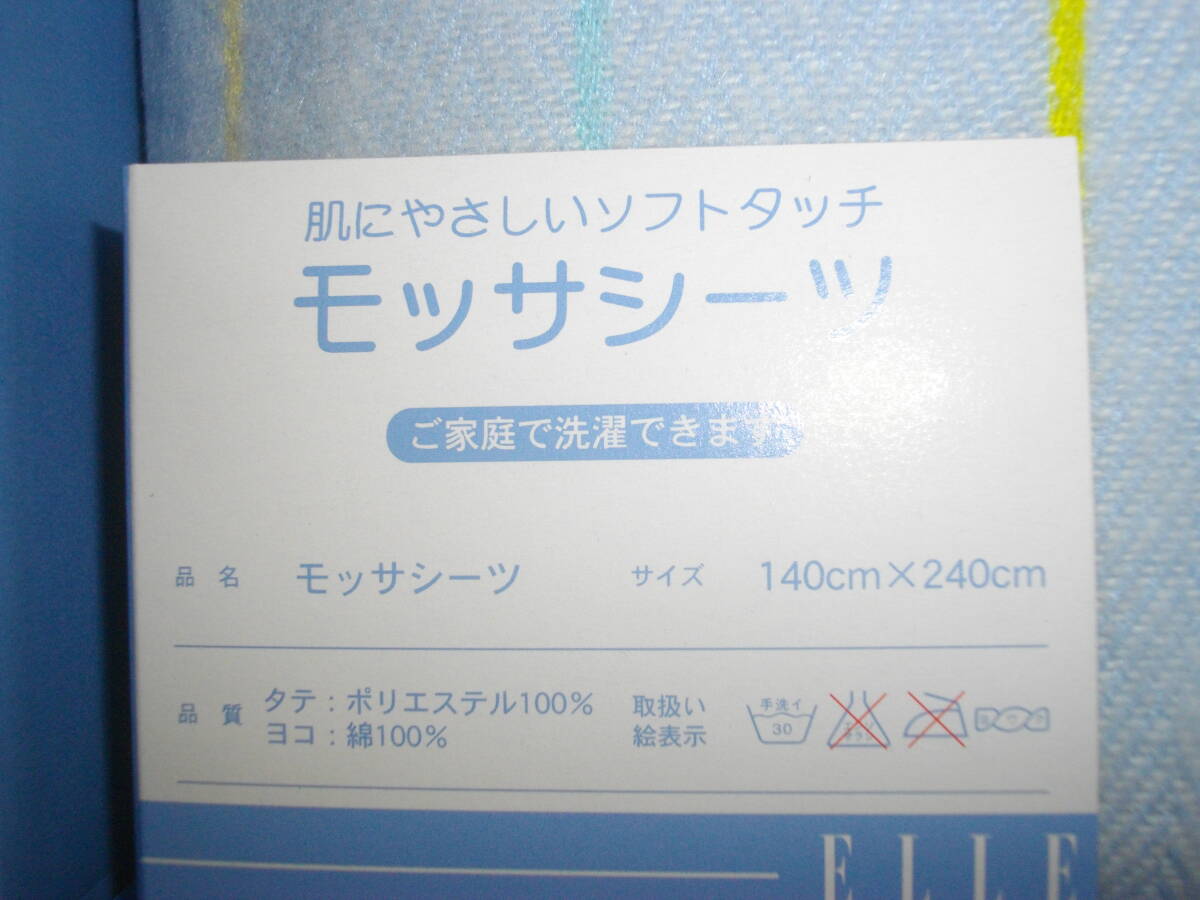 肌にやさしいソフトタッチ
モッサシーツ
ご家庭で洗濯できます
品名 モッサシーツ サイズ 140cm×240cm
品質 タテ：ポリエステル100% 取扱い 手洗イ
ヨコ：綿100% 絵表示 30
ELLE